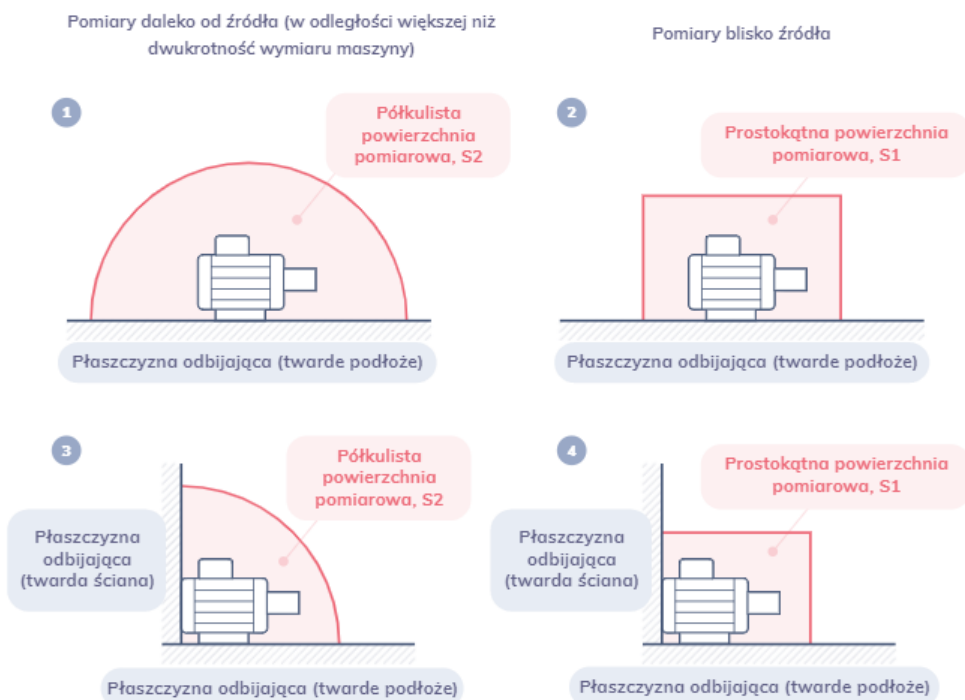 Pomiary daleko od źródła (w odległości większej niż
dwukrotność wymiaru maszyny)
Pomiary blisko źródła
1
Półkulista
powierzchnia
pomiarowa, S2
2
Prostokątna powierzchnia
pomiarowa, S1
Płaszczyzna odbijająca (twarde podłoże)
Płaszczyzna odbijająca (twarde podłoże)
3
Półkulista
powierzchnia
pomiarowa, S2
Płaszczyzna
odbijająca
(twarda ściana)
4
Prostokątna powierzchnia
pomiarowa, S1
Płaszczyzna
odbijająca
(twarda ściana)
Płaszczyzna odbijająca (twarde podłoże)
Płaszczyzna odbijająca (twarde podłoże)